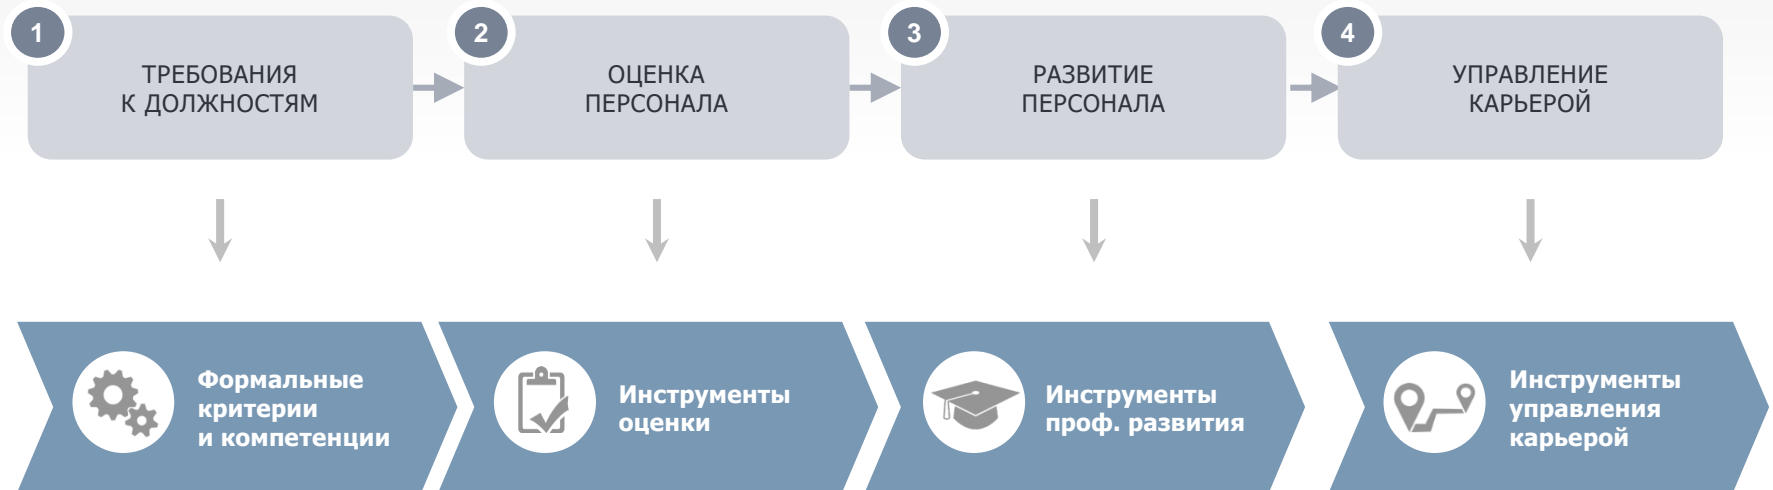 1
ТРЕБОВАНИЯ
К ДОЛЖНОСТЯМ
2
ОЦЕНКА
ПЕРСОНАЛА
3
РАЗВИТИЕ
ПЕРСОНАЛА
4
УПРАВЛЕНИЕ
КАРЬЕРОЙ
Формальные
критерии
и компетенции
Инструменты
оценки
Инструменты
проф. развития
Инструменты
управления
карьерой